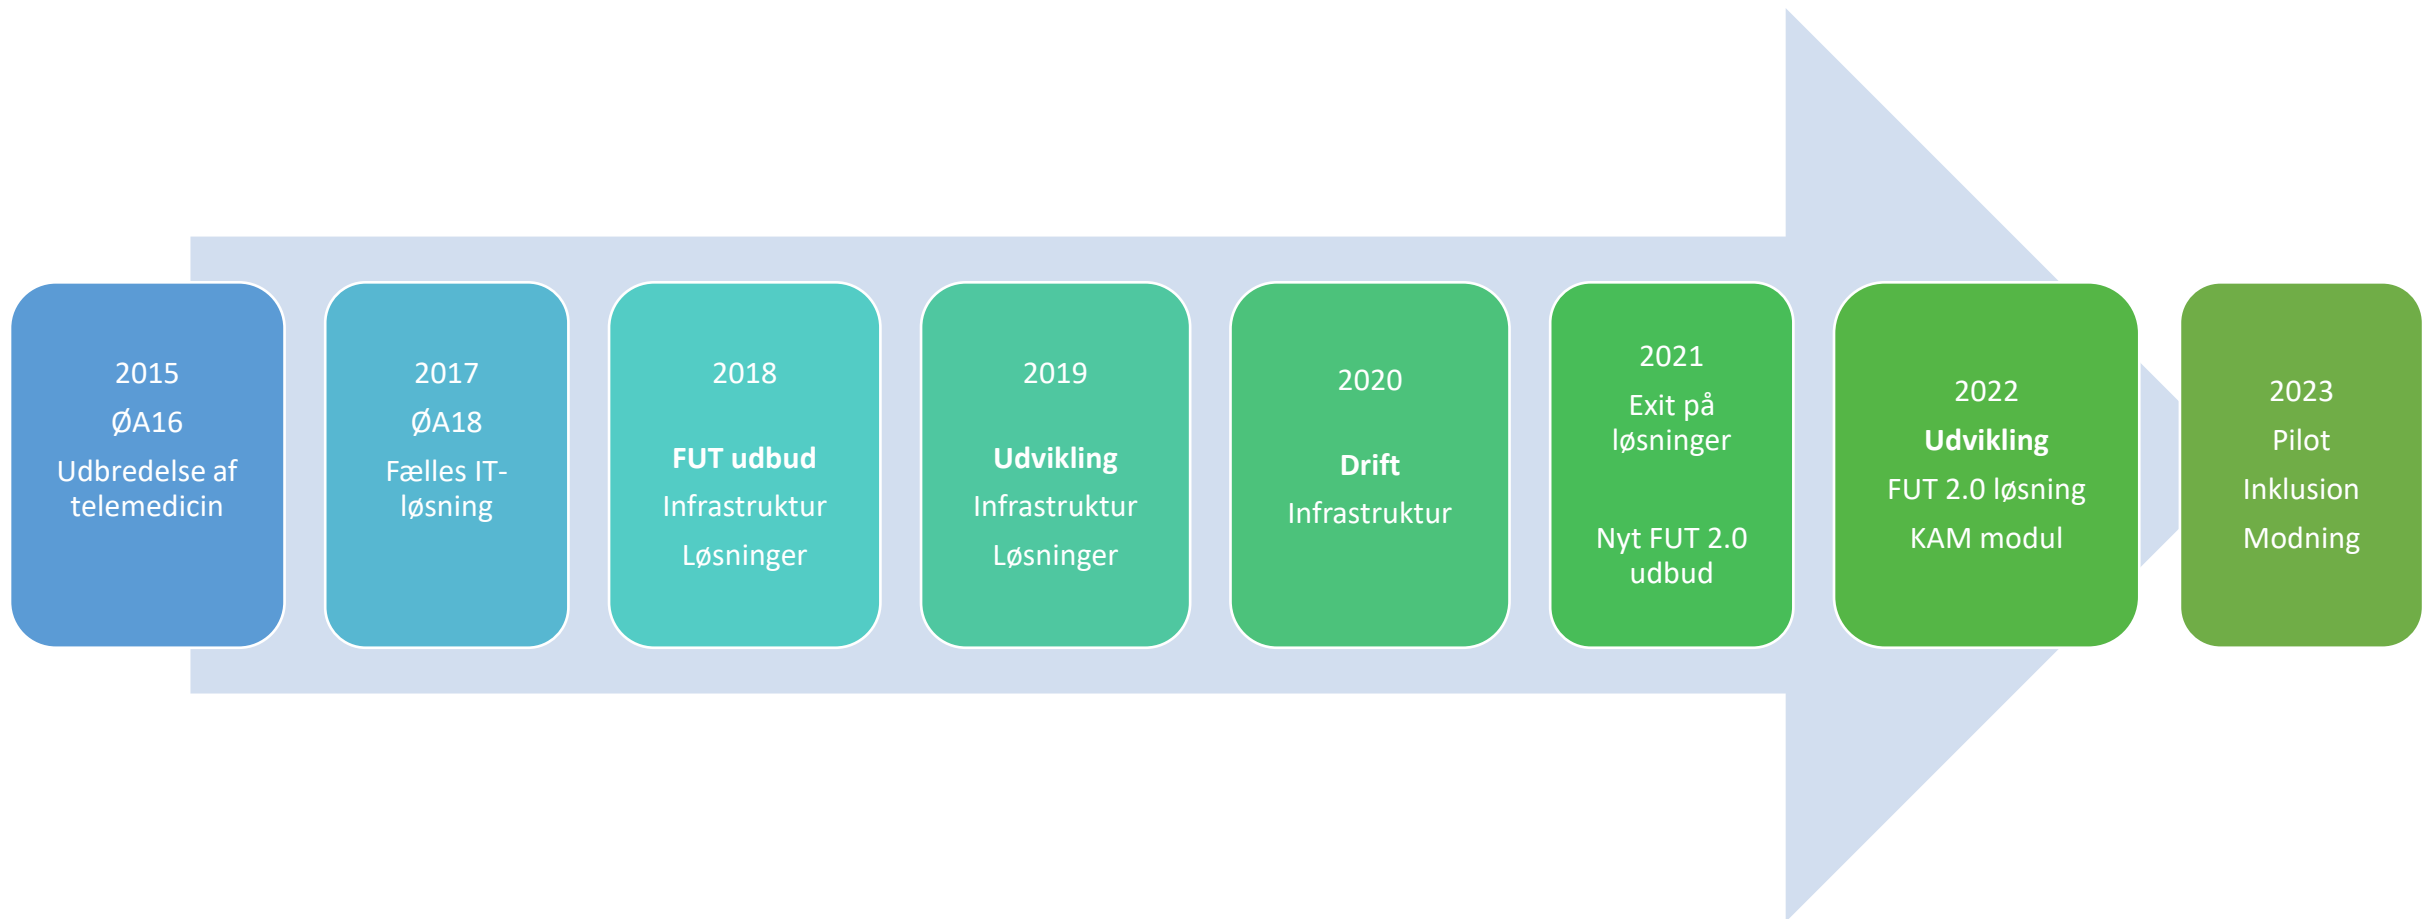 2015
ØA16
Udbredelse af
telemedicin
2017
ØA18
Fælles IT-
løsning
2018
FUT udbud
Infrastruktur
Løsninger
2019
Udvikling
Infrastruktur
Løsninger
2020
Drift
Infrastruktur
2021
Exit på
løsninger
Nyt FUT 2.0
udbud
2022
Udvikling
FUT 2.0 løsning
KAM modul
2023
Pilot
Inklusion
Modning